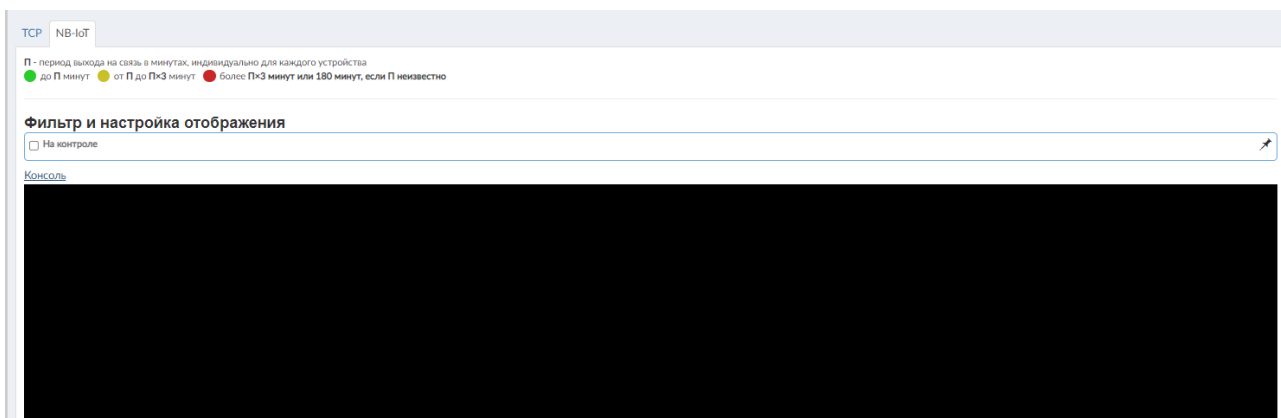 TCP NB-IoT
П - период выхода на связь в минутах, индивидуально для каждого устройства
до П минут от П до П×3 минут более П×3 минут или 180 минут, если П неизвестно
Фильтр и настройка отображения
На контроле
Консоль